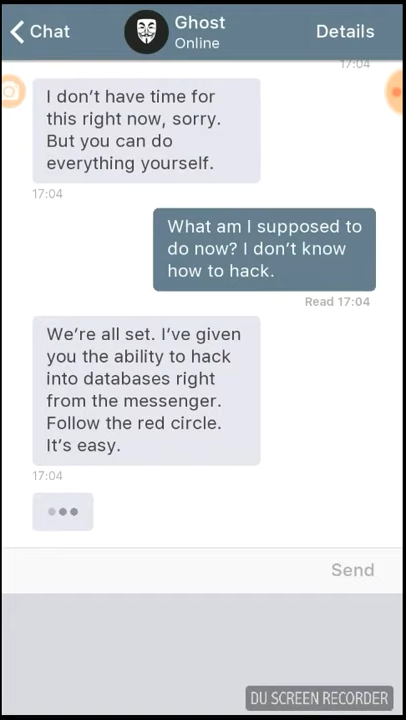 Chat
Ghost
Online
Details
17:04
I don't have time for
this right now, sorry.
But you can do
everything yourself.
17:04
What am I supposed to
do now? I don't know
how to hack.
Read 17:04
We're all set. I've given
you the ability to hack
into databases right
from the messenger.
Follow the red circle.
It's easy.
17:04
Send
DU SCREEN RECORDER